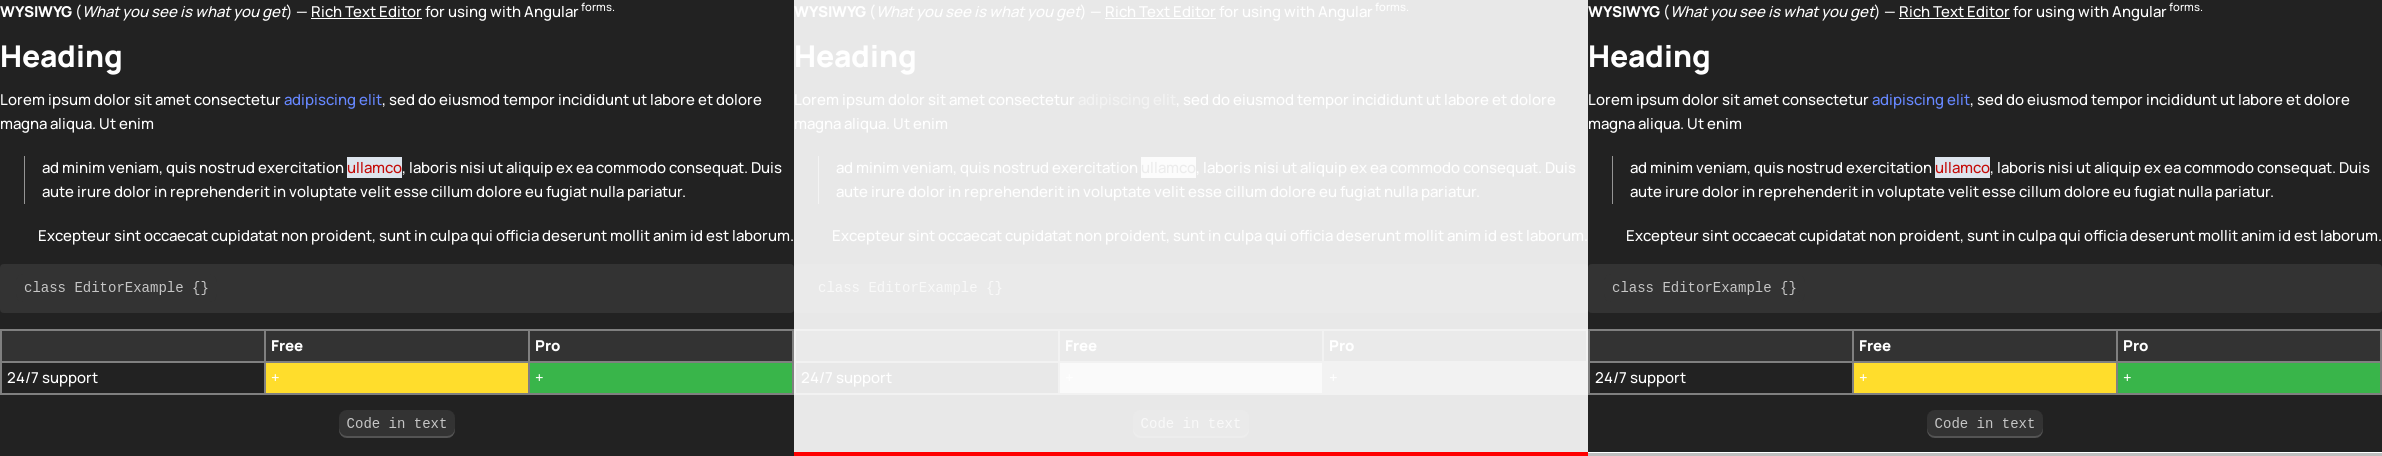 WYSIWYG (What you see is what you get) — Rich Text Editor for using with Angular forms.
Heading
Lorem ipsum dolor sit amet consectetur adipiscing elit, sed do eiusmod tempor incididunt ut labore et dolore
magna aliqua. Ut enim
ad minim veniam, quis nostrud exercitation ullamco, laboris nisi ut aliquip ex ea commodo consequat. Duis
aute irure dolor in reprehenderit in voluptate velit esse cillum dolore eu fugiat nulla pariatur.
Excepteur sint occaecat cupidatat non proident, sunt in culpa qui officia deserunt mollit anim id est laborum.
class EditorExample {}
Free Pro
24/7 support + +
Code in text
WYSIWYG (What you see is what you get) — Rich Text Editor for using with Angular forms.
Heading
Lorem ipsum dolor sit amet consectetur adipiscing elit, sed do eiusmod tempor incididunt ut labore et dolore
magna aliqua. Ut enim
ad minim veniam, quis nostrud exercitation ullamco, laboris nisi ut aliquip ex ea commodo consequat. Duis
aute irure dolor in reprehenderit in voluptate velit esse cillum dolore eu fugiat nulla pariatur.
Excepteur sint occaecat cupidatat non proident, sunt in culpa qui officia deserunt mollit anim id est laborum.
class EditorExample {}
Free Pro
24/7 support +
Code in text
WYSIWYG (What you see is what you get) — Rich Text Editor for using with Angular forms.
Heading
Lorem ipsum dolor sit amet consectetur adipiscing elit, sed do eiusmod tempor incididunt ut labore et dolore
magna aliqua. Ut enim
ad minim veniam, quis nostrud exercitation ullamco, laboris nisi ut aliquip ex ea commodo consequat. Duis
aute irure dolor in reprehenderit in voluptate velit esse cillum dolore eu fugiat nulla pariatur.
Excepteur sint occaecat cupidatat non proident, sunt in culpa qui officia deserunt mollit anim id est laborum.
class EditorExample {}
Free Pro
24/7 support + +
Code in text